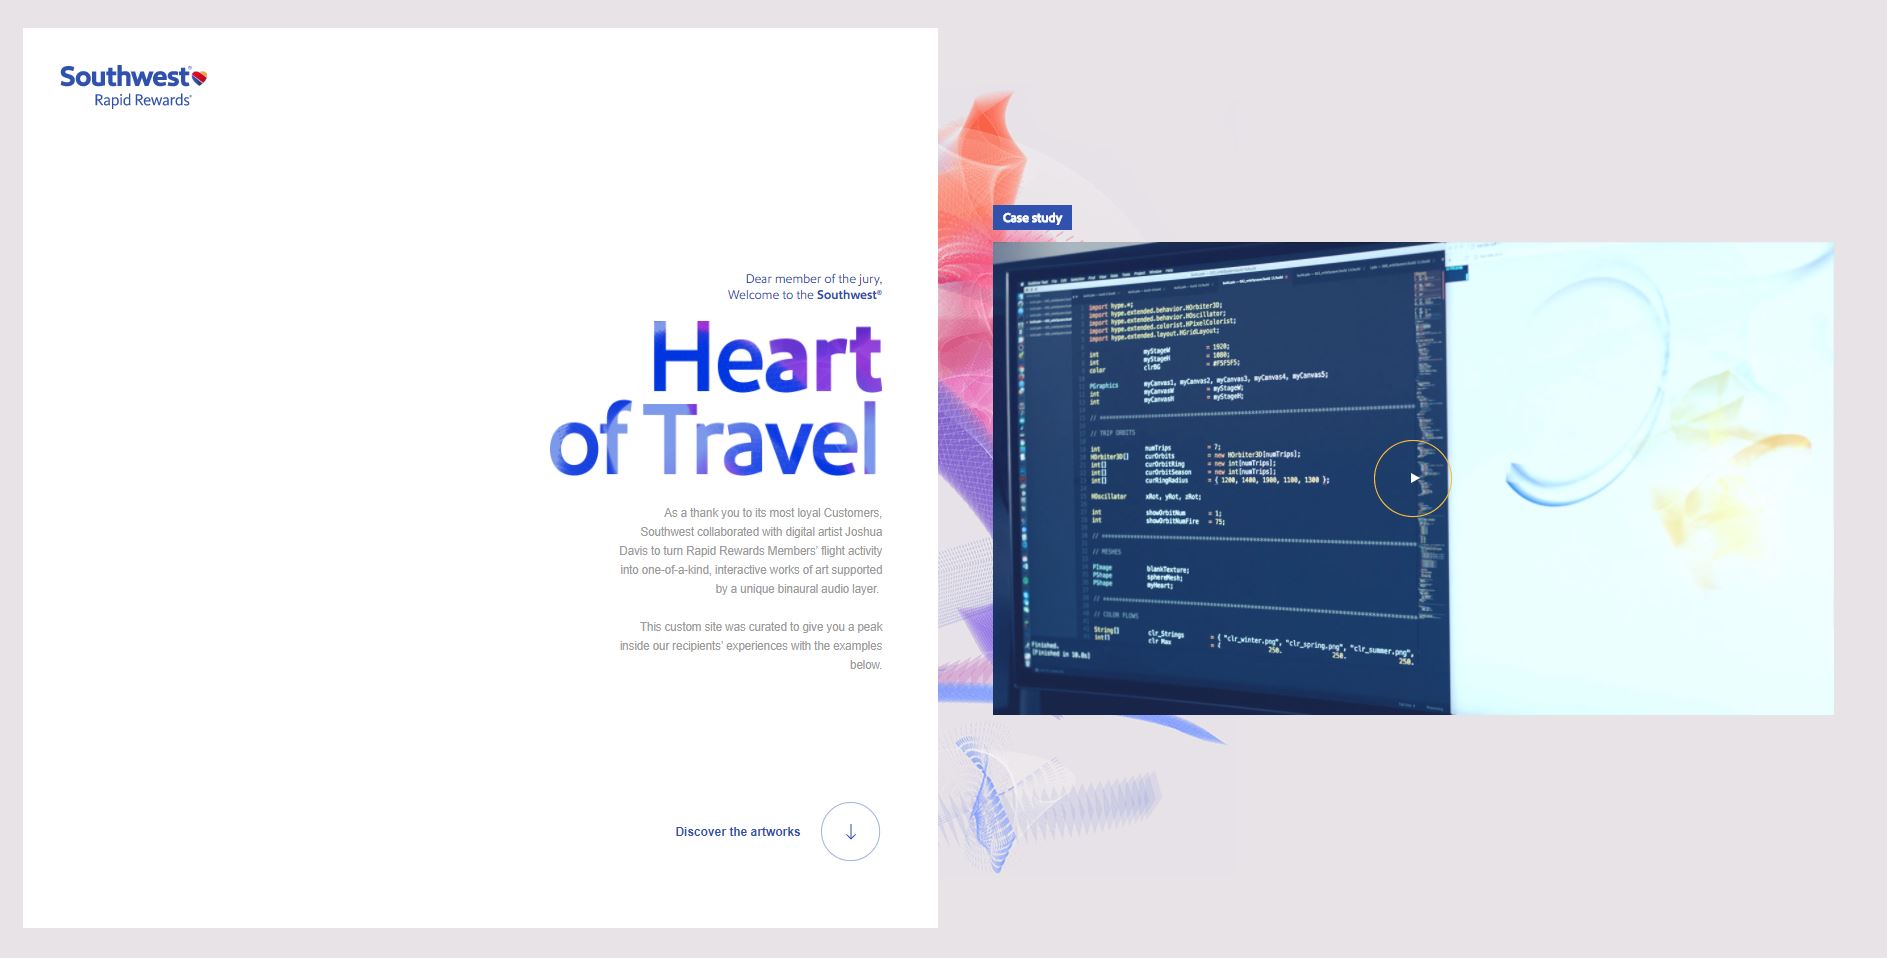 Southwest®
Rapid Rewards®
Dear member of the jury,
Welcome to the Southwest®
Heart
of Travel
As a thank you to its most loyal Customers,
Southwest collaborated with digital artist Joshua
Davis to turn Rapid Rewards Members' flight activity
into one-of-a-kind, interactive works of art supported
by a unique binaural audio layer.
This custom site was curated to give you a peak
inside our recipients' experiences with the examples
below.
Discover the artworks
Case study
import hype.*;
import hype.extended.behavior.HOrbiter3D;
import hype.extended.behavior.HOscillator;
import hype.extended.colorist.HPixelColorist;
import hype.extended.layout.HGridLayout;
int myStageW = 1920;
int myStageH = 1080;
color clrBG = #F5F5F5;
PGraphics myCanvas1, myCanvas2, myCanvas3, myCanvas4, myCanvas5;
int myCanvasW = myStageW;
int myCanvasH = myStageH;
// TRIP ORBITS
int numTrips = 7;
HOrbiter3D[] curOrbits = new HOrbiter3D[numTrips];
int[] curOrbitRing = new int[numTrips];
int[] curOrbitSeason = new int[numTrips];
int[] curRingRadius = { 1200, 1400, 1900, 1100, 1300 };
HOscillator xRot, yRot, zRot;
int showOrbitNum = 1;
int showOrbitNumFire = 75;
// MESHES
PImage blankTexture;
PShape sphereMesh;
PShape myHeart;
// COLOR FLOWS
String[] clr_Strings = { "clr_winter.png", "clr_spring.png", "clr_summer.png",
int[] clr Max = { 250, 250, 250,
Finished.
[Finished in 10.8s]